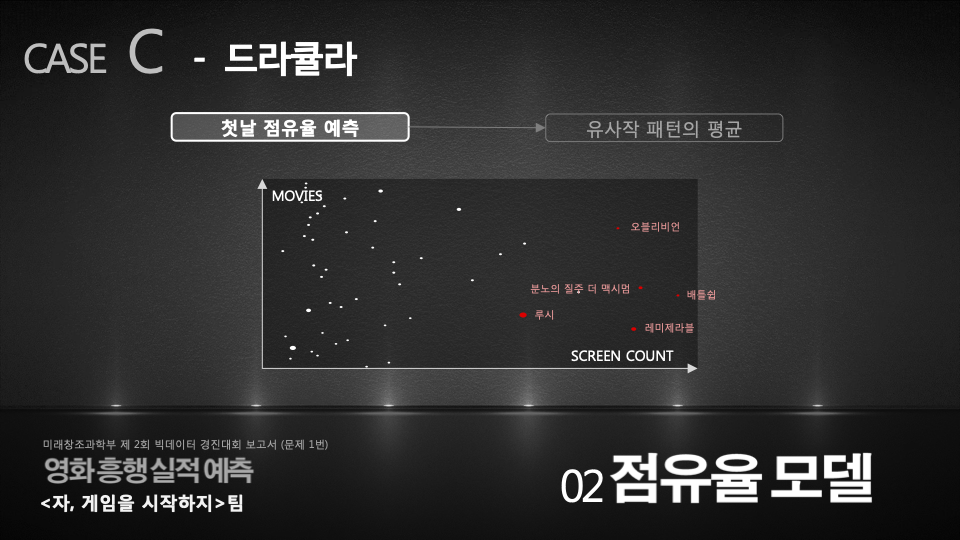 CASE C - 드라큘라
첫날 점유율 예측
유사작 패턴의 평균
MOVIES
오블리비언
분노의 질주 더 맥시멈
배틀쉽
루시
레미제라블
SCREEN COUNT
미래창조과학부 제 2회 빅데이터 경진대회 보고서 (문제 1번)
영화 흥행 실적 예측
<자, 게임을 시작하지>팀
02 점유율 모델